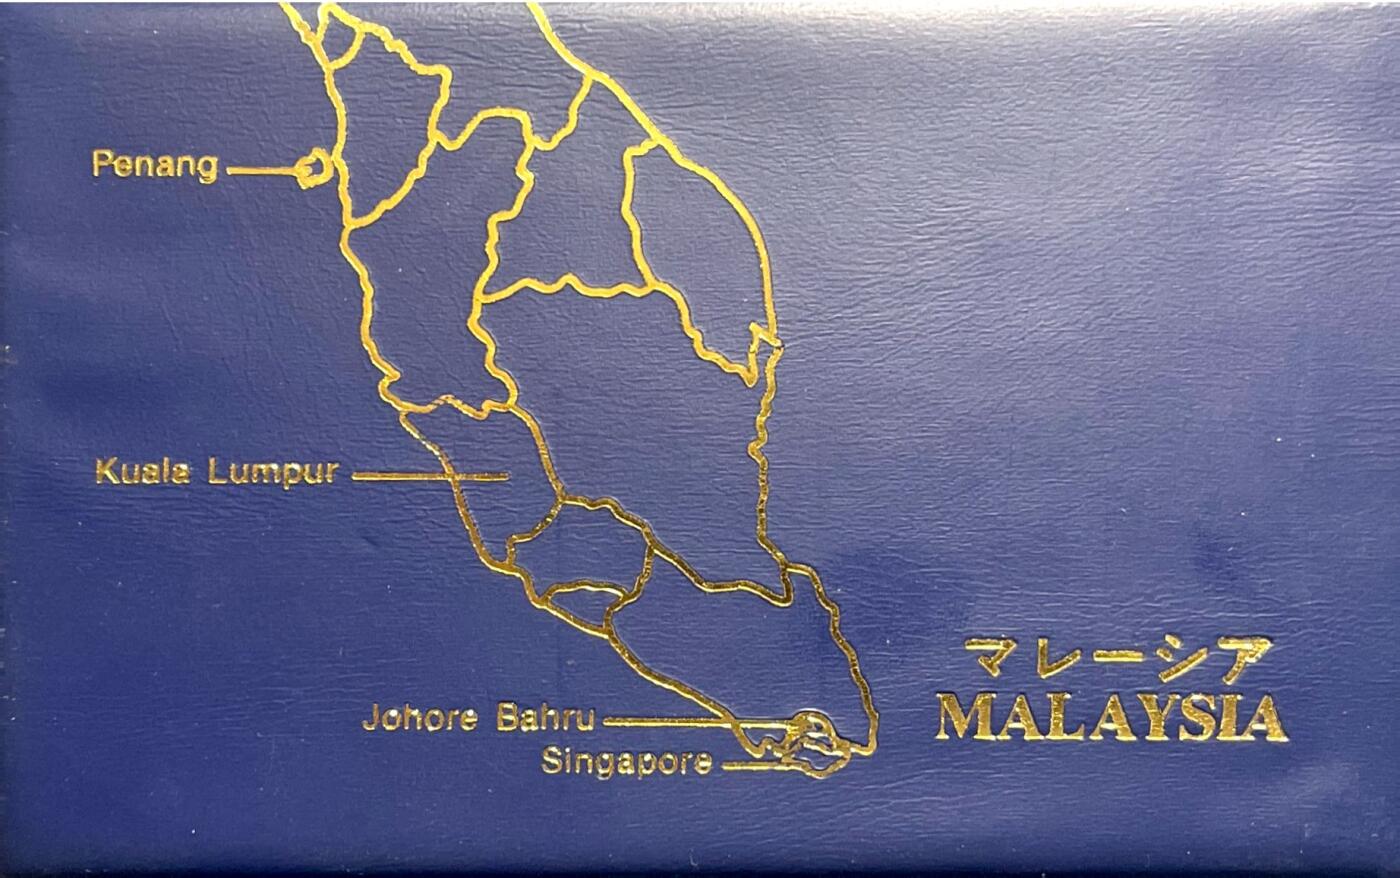 Penang
Kuala Lumpur
Johore Bahru
Singapore
マレーシア
MALAYSIA